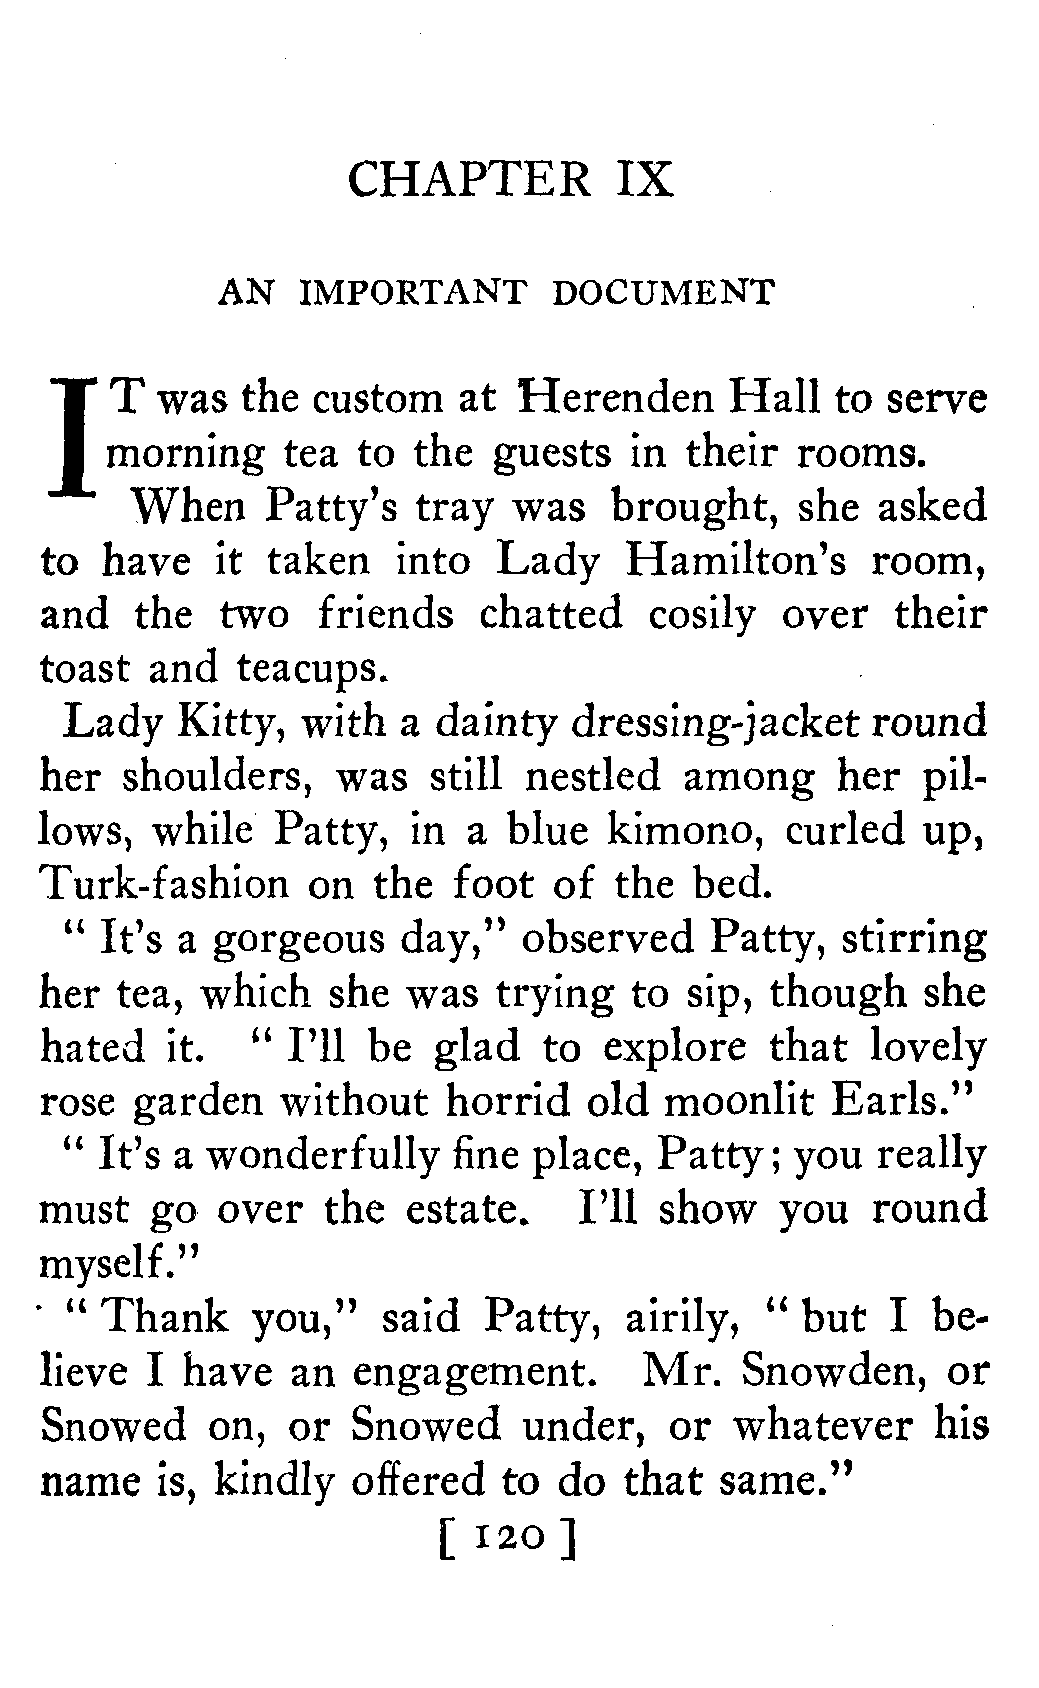 CHAPTER IX
AN IMPORTANT DOCUMENT
IT was the custom at Herenden Hall to serve
morning tea to the guests in their rooms.
When Patty's tray was brought, she asked
to have it taken into Lady Hamilton's room,
and the two friends chatted cosily over their
toast and teacups.
Lady Kitty, with a dainty dressing-jacket round
her shoulders, was still nestled among her pil-
lows, while Patty, in a blue kimono, curled up,
Turk-fashion on the foot of the bed.
" It's a gorgeous day," observed Patty, stirring
her tea, which she was trying to sip, though she
hated it. " I'll be glad to explore that lovely
rose garden without horrid old moonlit Earls."
" It's a wonderfully fine place, Patty; you really
must go over the estate. I'll show you round
myself."
" Thank you," said Patty, airily, " but I be-
lieve I have an engagement. Mr. Snowden, or
Snowed on, or Snowed under, or whatever his
name is, kindly offered to do that same."
[ 120 ]